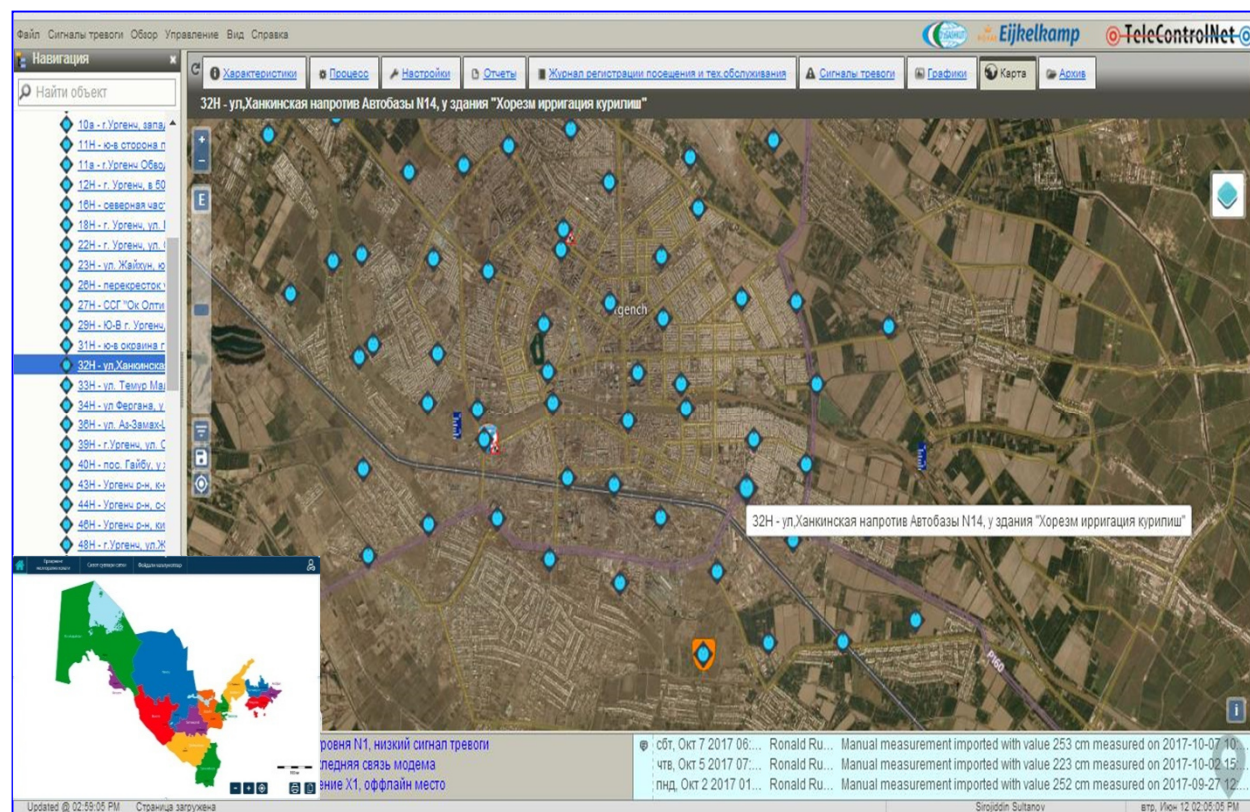 Файл Сигналы тревоги Обзор Управление Вид Справка
Eijkelkamp
TeleControlNet
Навигация
Характеристики Процесс Настройки Отчеты Журнал регистрации посещения и тех.обслуживания Сигналы тревоги Графики Карта Архив
Найти объект
32Н - ул,Ханкинская напротив Автобазы N14, у здания "Хорезм ирригация курилиш"
10а - г.Ургенч, запад
11Н - ю-в сторона п
11а - г.Ургенч Обво
12Н - г. Ургенч, в 50
16Н - северная час
18Н - г. Ургенч, ул.
22Н - г. Ургенч, ул.
23Н - ул. Жайхун, ю
26Н - перекресток
27Н - ССГ "Ок Олти
29Н - Ю-В г. Ургенч,
31Н - ю-в окраина г
32Н - ул,Ханкинска
33Н - ул. Темур Ма
34Н - ул Фергана, у
36Н - ул. Аз-Замах-
39Н - г.Ургенч, ул. С
40Н - пос. Гайбу, у
43Н - Ургенч р-н, к-
44Н - Ургенч р-н, с-
46Н - Ургенч р-н, ки
48Н - г.Ургенч, ул.Ж
E
rgench
32Н - ул,Ханкинская напротив Автобазы N14, у здания "Хорезм ирригация курилиш"
P160
i
ровня N1, низкий сигнал тревоги
следняя связь модема
ение X1, оффлайн место
сбт, Окт 7 2017 06:... Ronald Ru... Manual measurement imported with value 253 cm measured on 2017-10-07 10:...
чтв, Окт 5 2017 07:... Ronald Ru... Manual measurement imported with value 223 cm measured on 2017-10-02 15:...
пнд, Окт 2 2017 01... Ronald Ru... Manual measurement imported with value 252 cm measured on 2017-09-27 12:...
Updated @ 02:59:05 PM Страница загружена Sirojiddin Sultanov втр, Июн 12 02:05:05 PM